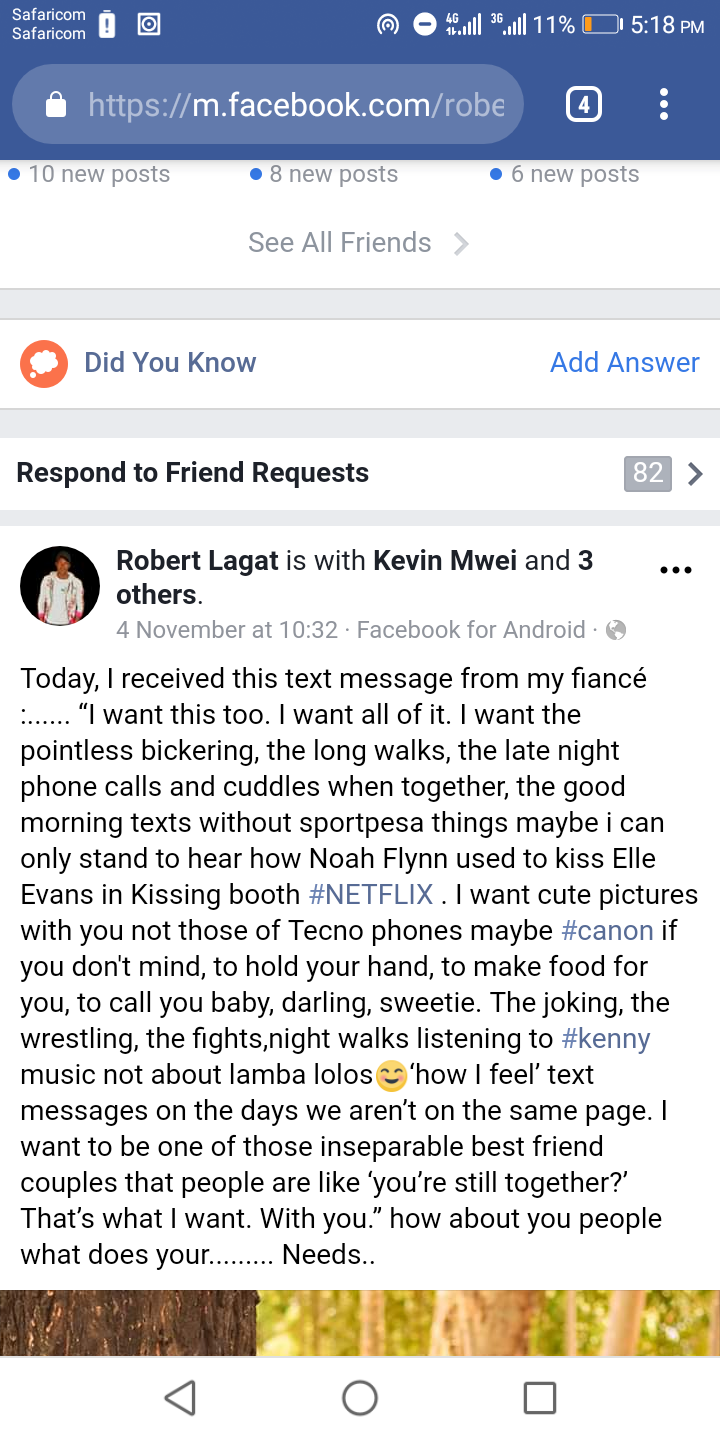 Safaricom
Safaricom
4G 3G 11% 5:18 PM
https://m.facebook.com/robe 4
10 new posts 8 new posts 6 new posts
See All Friends
Did You Know Add Answer
Respond to Friend Requests 82
Robert Lagat is with Kevin Mwei and 3
others.
4 November at 10:32 · Facebook for Android ·
Today, I received this text message from my fiancé
:...... “I want this too. I want all of it. I want the
pointless bickering, the long walks, the late night
phone calls and cuddles when together, the good
morning texts without sportpesa things maybe i can
only stand to hear how Noah Flynn used to kiss Elle
Evans in Kissing booth #NETFLIX . I want cute pictures
with you not those of Tecno phones maybe #canon if
you don't mind, to hold your hand, to make food for
you, to call you baby, darling, sweetie. The joking, the
wrestling, the fights,night walks listening to #kenny
music not about lamba lolos😊‘how I feel’ text
messages on the days we aren’t on the same page. I
want to be one of those inseparable best friend
couples that people are like ‘you’re still together?’
That’s what I want. With you.” how about you people
what does your......... Needs..